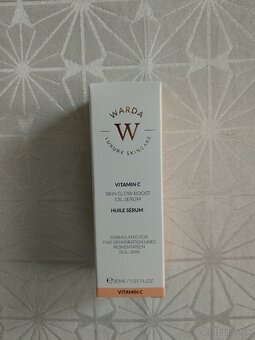 WARDA
W
LUXURY SKINCARE
VITAMIN C
SKIN GLOW BOOST
OIL SERUM
HUILE SÉRUM
FORMULATED FOR
FINE DEHYDRATION LINES
PIGMENTATION
DULL SKIN
30ML / 1.01 FL.OZ
VITAMIN C